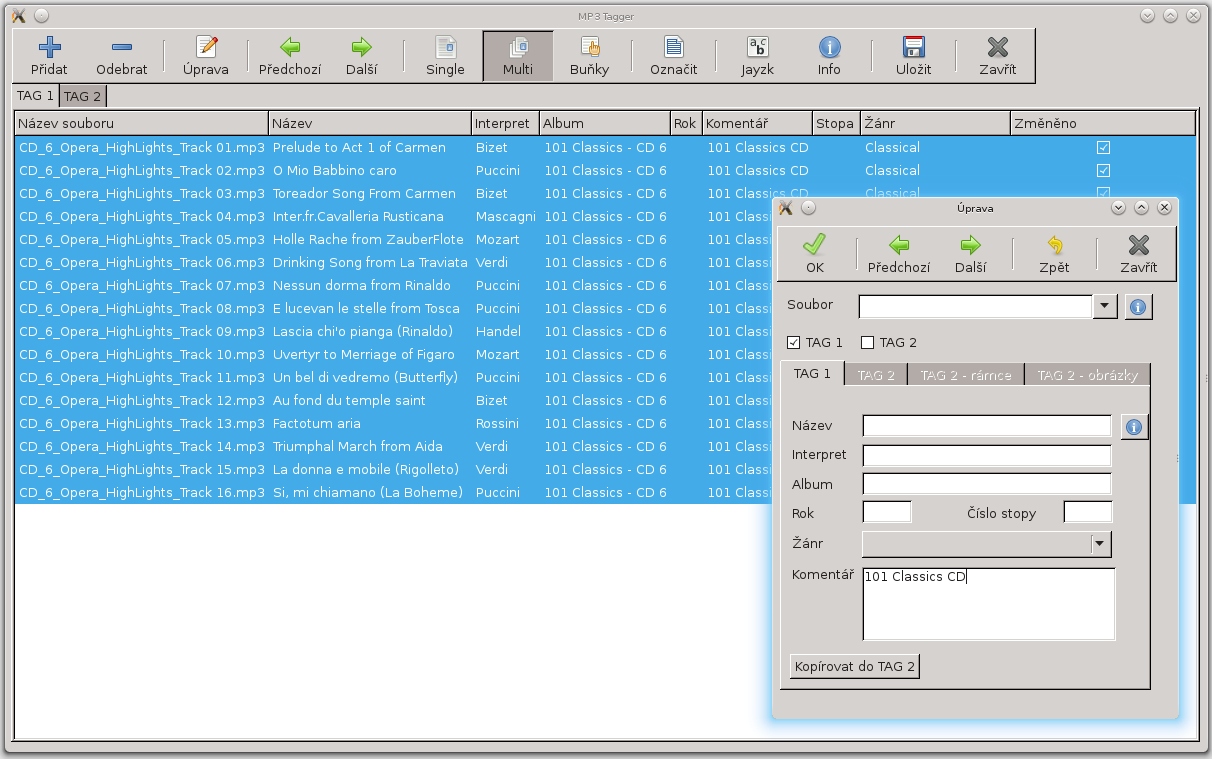 MP3 Tagger
Přidat Odebrat Úprava Předchozí Další Single Multi Buňky Označit Jayzk Info Uložit Zavřít
TAG 1 TAG 2
Název souboru Název Interpret Album Rok Komentář Stopa Žánr Změněno
CD_6_Opera_HighLights_Track 01.mp3 Prelude to Act 1 of Carmen Bizet 101 Classics - CD 6 101 Classics CD Classical
CD_6_Opera_HighLights_Track 02.mp3 O Mio Babbino caro Puccini 101 Classics - CD 6 101 Classics CD Classical
CD_6_Opera_HighLights_Track 03.mp3 Toreador Song From Carmen Bizet 101 Classics - CD 6 101 Classics CD Classical
CD_6_Opera_HighLights_Track 04.mp3 Inter.fr.Cavalleria Rusticana Mascagni 101 Classics - CD 6 101 Classi
CD_6_Opera_HighLights_Track 05.mp3 Holle Rache from ZauberFlote Mozart 101 Classics - CD 6 101 Classi
CD_6_Opera_HighLights_Track 06.mp3 Drinking Song from La Traviata Verdi 101 Classics - CD 6 101 Classi
CD_6_Opera_HighLights_Track 07.mp3 Nessun dorma from Rinaldo Puccini 101 Classics - CD 6 101 Classi
CD_6_Opera_HighLights_Track 08.mp3 E lucevan le stelle from Tosca Puccini 101 Classics - CD 6 101 Classi
CD_6_Opera_HighLights_Track 09.mp3 Lascia chi'o pianga (Rinaldo) Handel 101 Classics - CD 6 101 Classi
CD_6_Opera_HighLights_Track 10.mp3 Uvertyr to Merriage of Figaro Mozart 101 Classics - CD 6 101 Classi
CD_6_Opera_HighLights_Track 11.mp3 Un bel di vedremo (Butterfly) Puccini 101 Classics - CD 6 101 Classi
CD_6_Opera_HighLights_Track 12.mp3 Au fond du temple saint Bizet 101 Classics - CD 6 101 Classi
CD_6_Opera_HighLights_Track 13.mp3 Factotum aria Rossini 101 Classics - CD 6 101 Classi
CD_6_Opera_HighLights_Track 14.mp3 Triumphal March from Aida Verdi 101 Classics - CD 6 101 Classi
CD_6_Opera_HighLights_Track 15.mp3 La donna e mobile (Rigolleto) Verdi 101 Classics - CD 6 101 Classi
CD_6_Opera_HighLights_Track 16.mp3 Si, mi chiamano (La Boheme) Puccini 101 Classics - CD 6 101 Classi
Úprava
OK Předchozí Další Zpět Zavřít
Soubor
TAG 1 TAG 2
TAG 1 TAG 2 TAG 2 - rámce TAG 2 - obrázky
Název
Interpret
Album
Rok Číslo stopy
Žánr
Komentář 101 Classics CD
Kopírovat do TAG 2